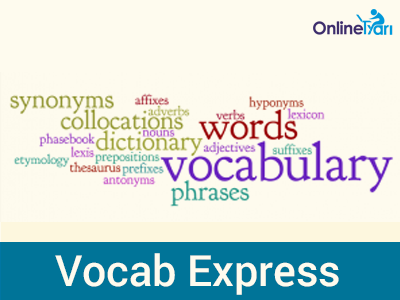 OnlineTyari
synonyms affixes hyponyms
adverbs verbs lexicon
collocations words
phasebook nouns
lexis dictionary adjectives suffixes
etymology prepositions
thesaurus prefixes vocabulary
antonyms
phrases
Vocab Express